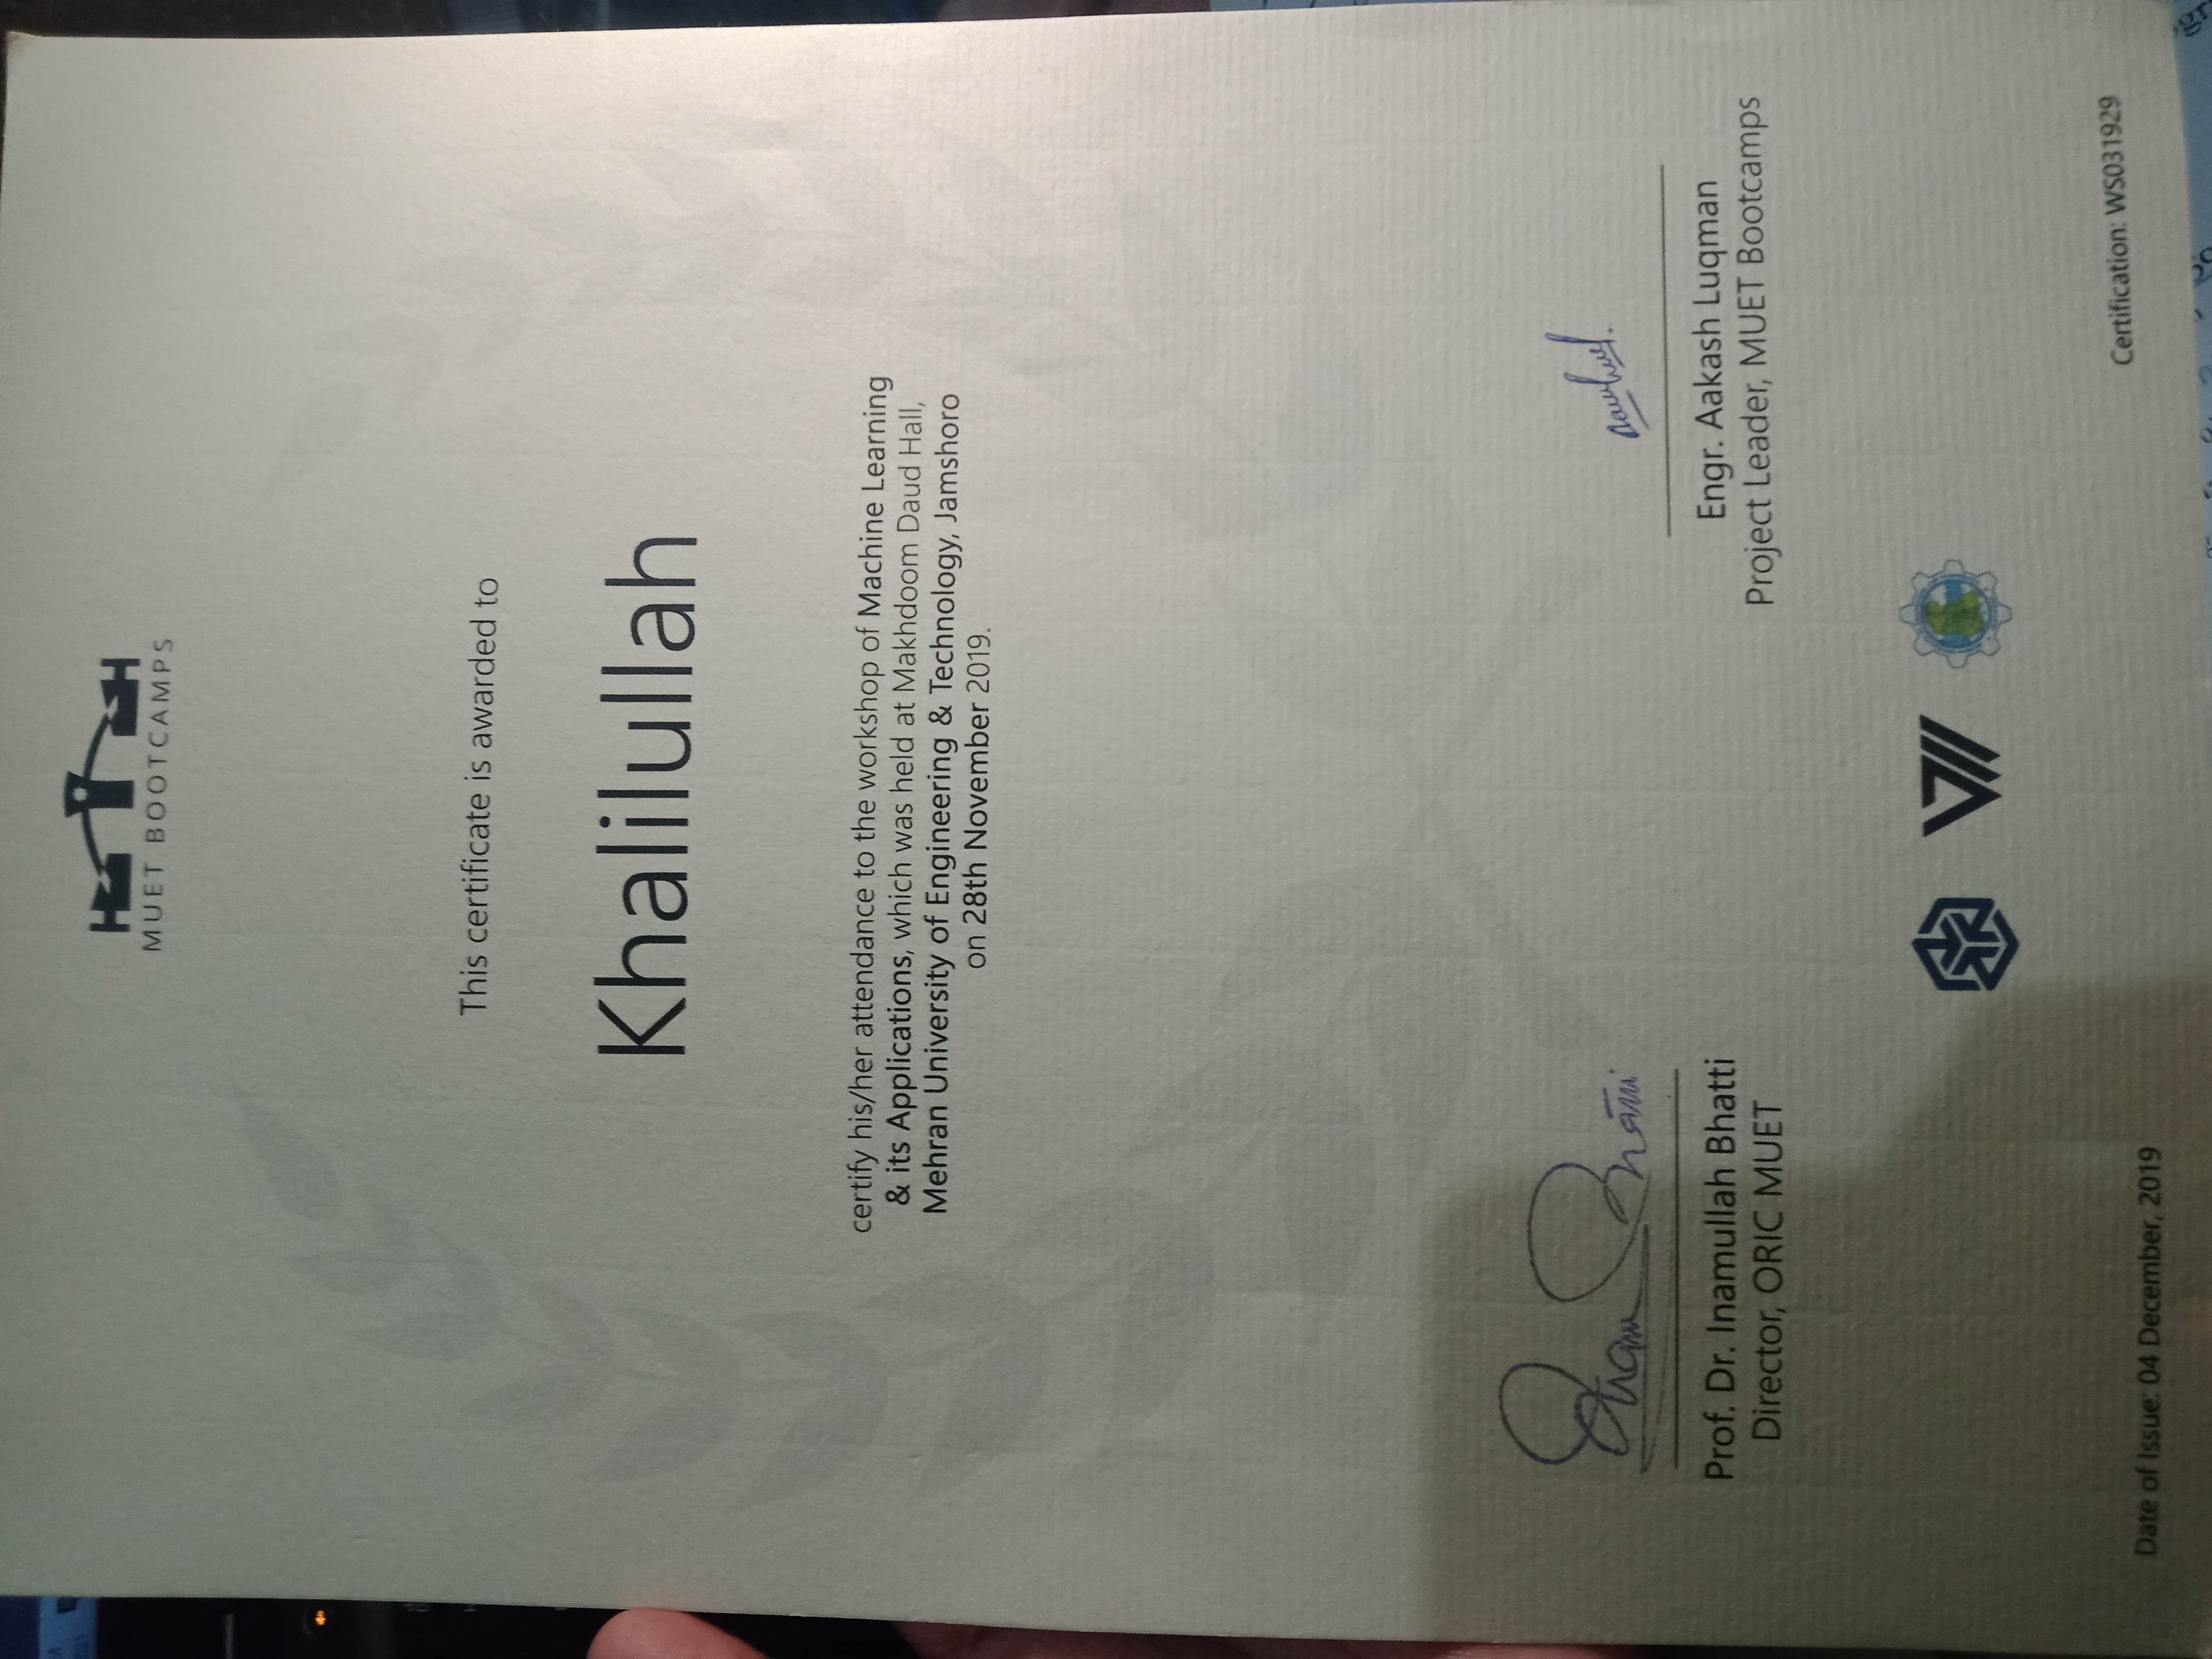 MUET BOOTCAMPS
This certificate is awarded to
Khalilullah
certify his/her attendance to the workshop of Machine Learning
& its Applications, which was held at Makhdoom Daud Hall,
Mehran University of Engineering & Technology, Jamshoro
on 28th November 2019.
Prof. Dr. Inamullah Bhatti
Director, ORIC MUET
Engr. Aakash Luqman
Project Leader, MUET Bootcamps
Certification: WS031929
Date of Issue: 04 December, 2019